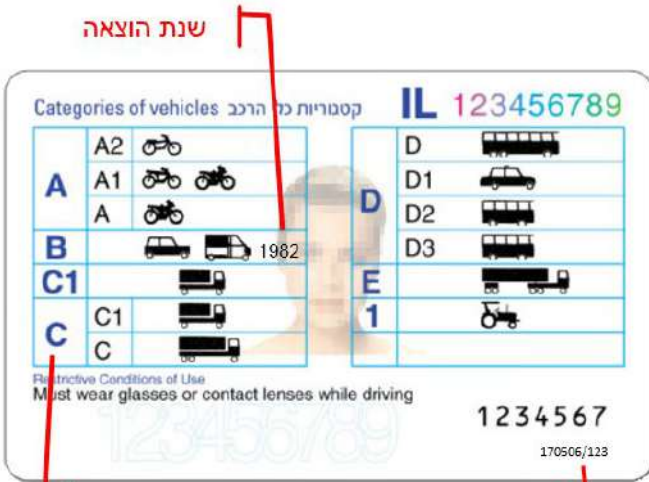 שנת הוצאה
Categories of vehicles קטגוריות כלי הרכב
IL 123456789
A
A2
A1
A
B 1982
C1
C
C1
C
D
D
D1
D2
D3
E
1
Restrictive Conditions of Use
Must wear glasses or contact lenses while driving
123456789
1234567
170506/123